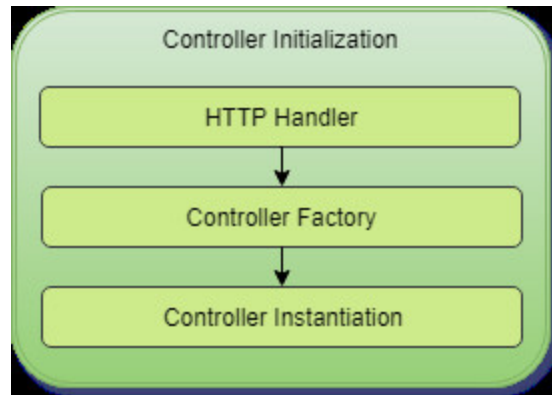 Controller Initialization
HTTP Handler
Controller Factory
Controller Instantiation